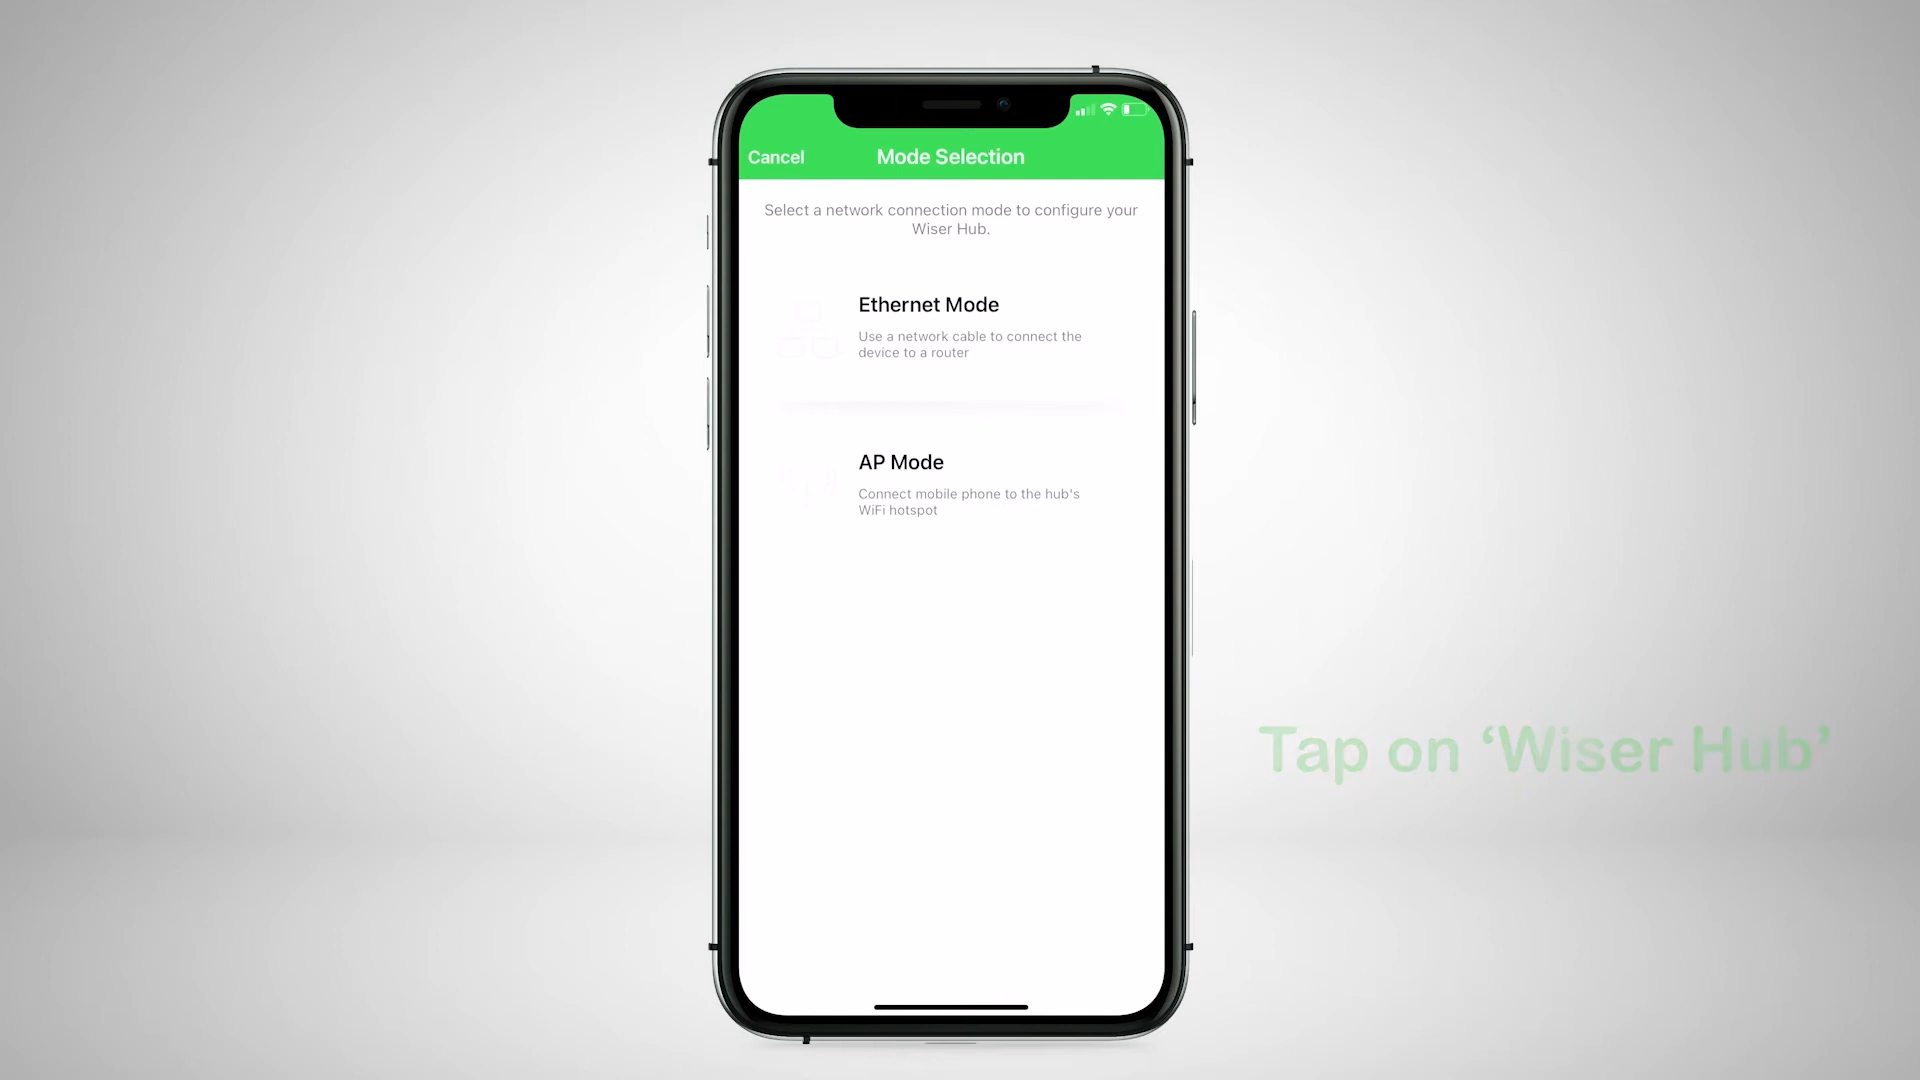 Cancel
Mode Selection
Select a network connection mode to configure your
Wiser Hub.
Ethernet Mode
Use a network cable to connect the
device to a router
AP Mode
Connect mobile phone to the hub's
WiFi hotspot
Tap on ‘Wiser Hub’